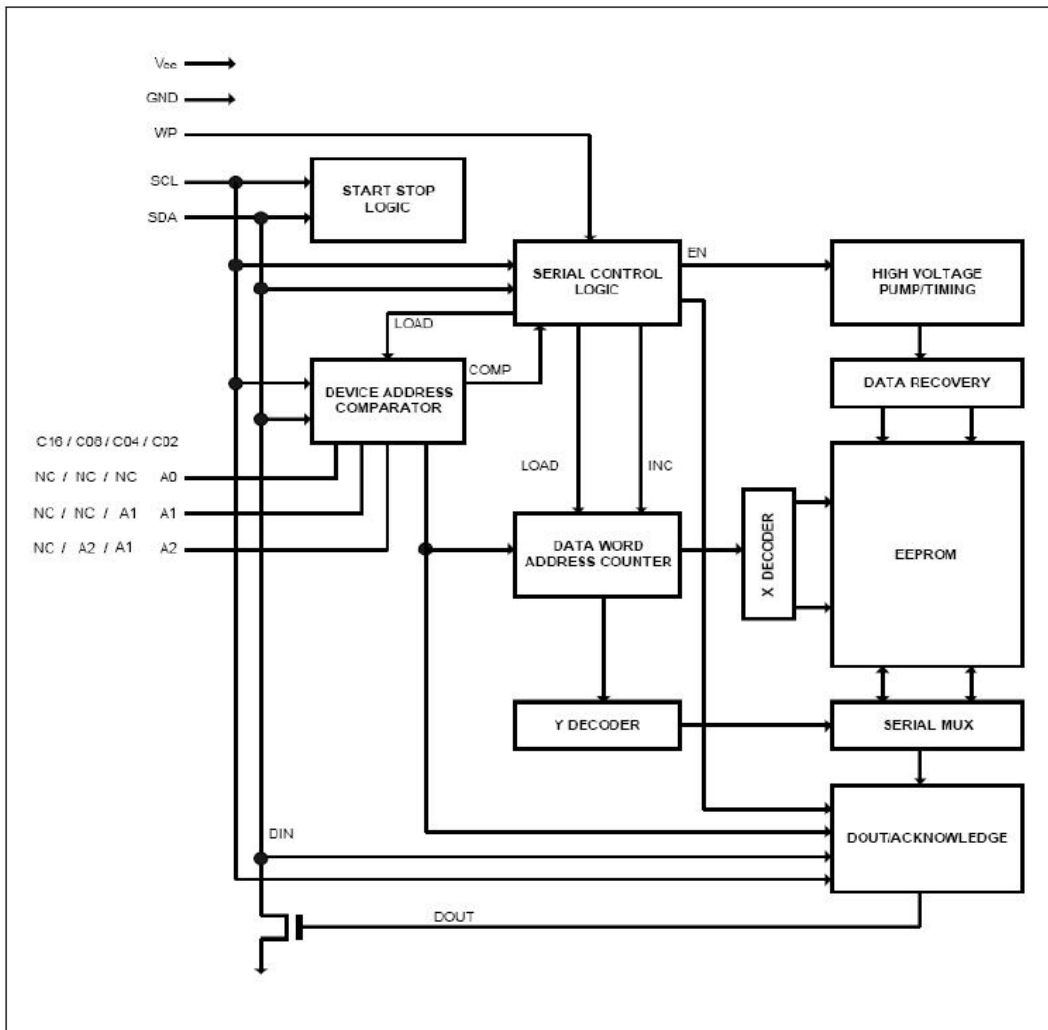 Vcc
GND
WP
SCL
SDA
START STOP
LOGIC
SERIAL CONTROL
LOGIC
EN
HIGH VOLTAGE
PUMP/TIMING
LOAD
COMP
DEVICE ADDRESS
COMPARATOR
DATA RECOVERY
C16 / C08 / C04 / C02
NC / NC / NC A0
NC / NC / A1 A1
NC / A2 / A1 A2
LOAD
INC
DATA WORD
ADDRESS COUNTER
X DECODER
EEPROM
Y DECODER
SERIAL MUX
DIN
DOUT/ACKNOWLEDGE
DOUT